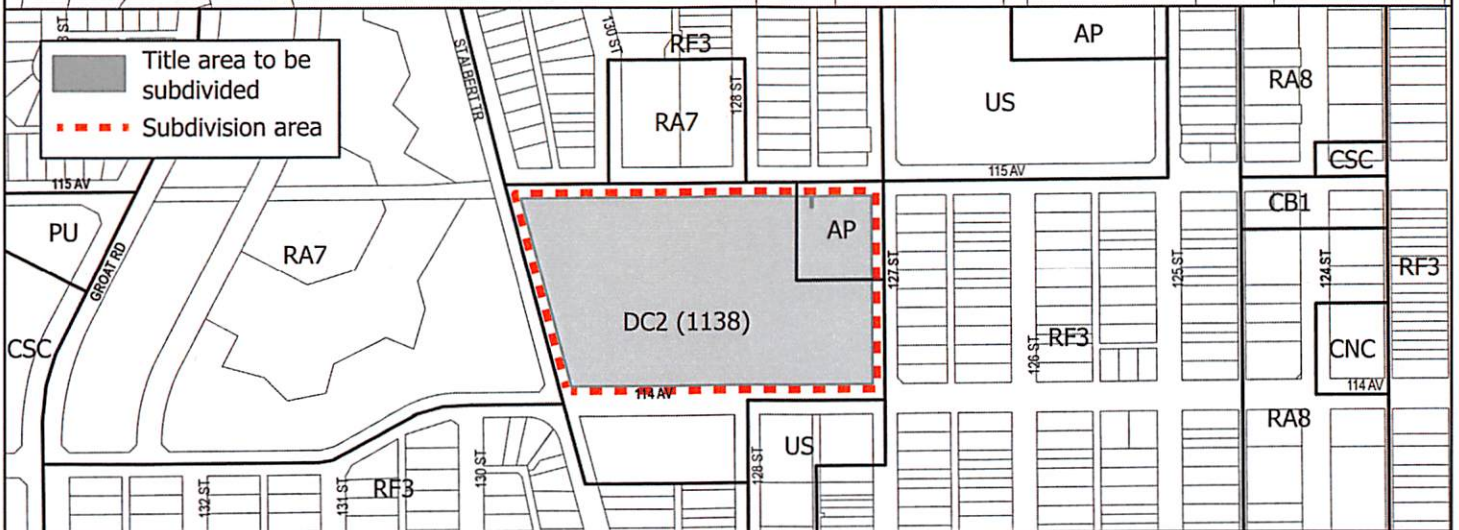 Title area to be
subdivided
Subdivision area
ST ALBERT TR
130 ST
RF3
RA7
128 ST
AP
US
RA8
CSC
115 AV
115 AV
CB1
PU
GROAT RD
RA7
AP
127 ST
125 ST
124 ST
RF3
DC2 (1138)
CSC
126 ST
RF3
CNC
114 AV
114 AV
RA8
US
128 ST
130 ST
RF3
131 ST
132 ST